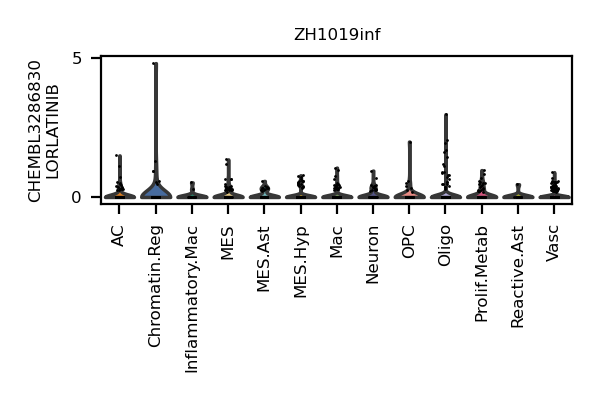 ZH1019inf
CHEMBL3286830
LORLATINIB
5
0
AC
Chromatin.Reg
Inflammatory.Mac
MES
MES.Ast
MES.Hyp
Mac
Neuron
OPC
Oligo
Prolif.Metab
Reactive.Ast
Vasc